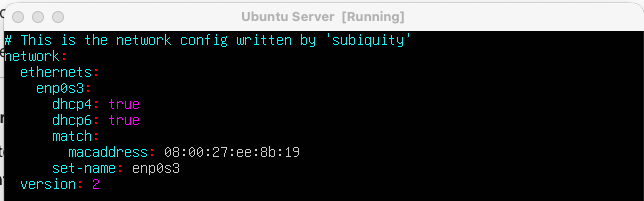 Ubuntu Server [Running]
# This is the network config written by 'subiquity'
network:
  ethernets:
    enp0s3:
      dhcp4: true
      dhcp6: true
      match:
        macaddress: 08:00:27:ee:8b:19
      set-name: enp0s3
  version: 2